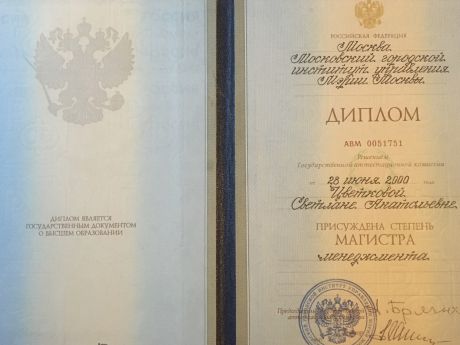 ДИПЛОМ ЯВЛЯЕТСЯ
ГОСУДАРСТВЕННЫМ ДОКУМЕНТОМ
О ВЫСШЕМ ОБРАЗОВАНИИ
РОССИЙСКАЯ ФЕДЕРАЦИЯ
Москва
Московский городской
институт управления
Мэрии Москвы
ДИПЛОМ
АВМ 0051751
Решением
Государственной аттестационной комиссии
от 28 июня 2000 года
Цветковой
Светлане Анатольевне
ПРИСУЖДЕНА СТЕПЕНЬ
МАГИСТРА
менеджмента